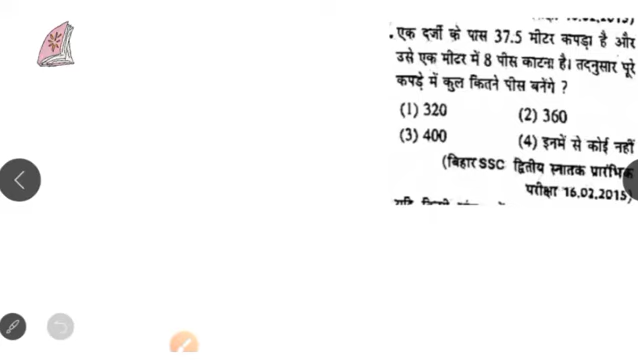 एक दर्जी के पास 37.5 मीटर कपड़ा है और
उसे एक मीटर में 8 पीस काटना है। तद्नुसार पूरे
कपड़े में कुल कितने पीस बनेंगे ?
(1) 320 (2) 360
(3) 400 (4) इनमें से कोई नहीं
(बिहार SSC द्वितीय स्नातक प्रारंभिक
परीक्षा 16.02.2015)